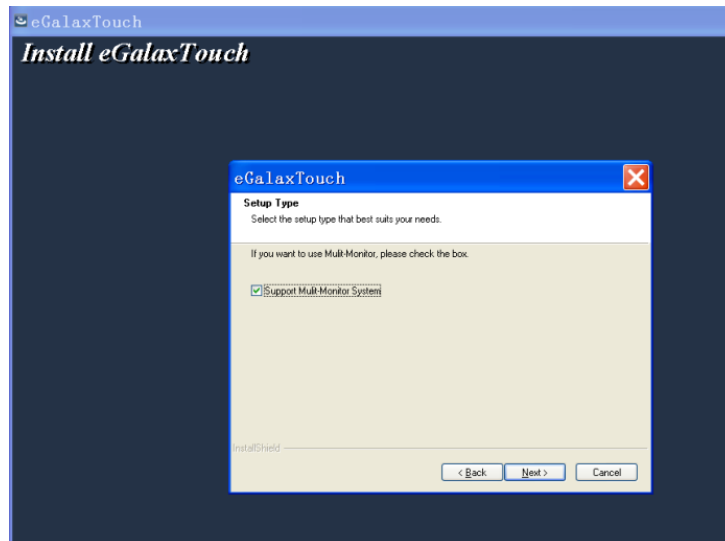 eGalaxTouch
Install eGalaxTouch
eGalaxTouch
Setup Type
Select the setup type that best suits your needs.
If you want to use Mulit-Monitor, please check the box.
Support Mulit-Monitor System
InstallShield
< Back Next > Cancel